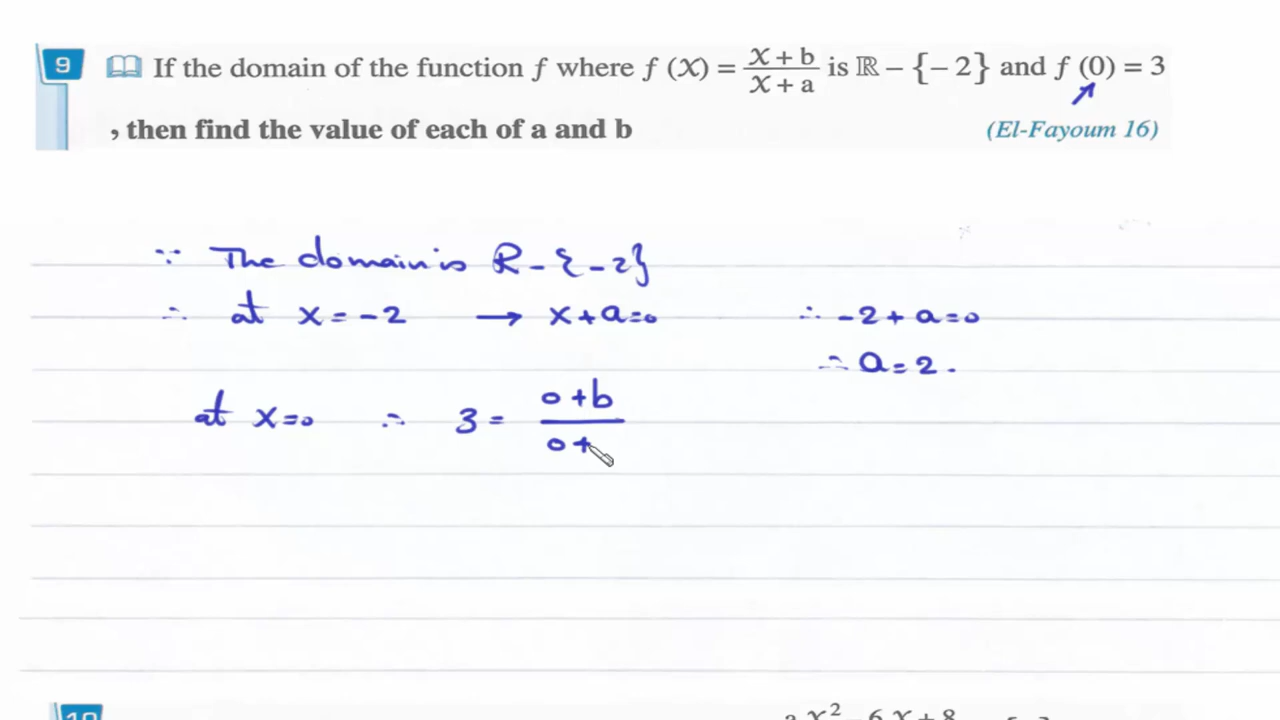 9 If the domain of the function f where f (x) = (x + b)/(x + a) is ℝ – {– 2} and f (0) = 3
, then find the value of each of a and b
(El-Fayoum 16)
∵ The domain is R - {-2}
∴ at x = -2 → x + a = 0 ∴ -2 + a = 0
∴ a = 2.
at x = 0 ∴ 3 = (0 + b)/(0 +
10